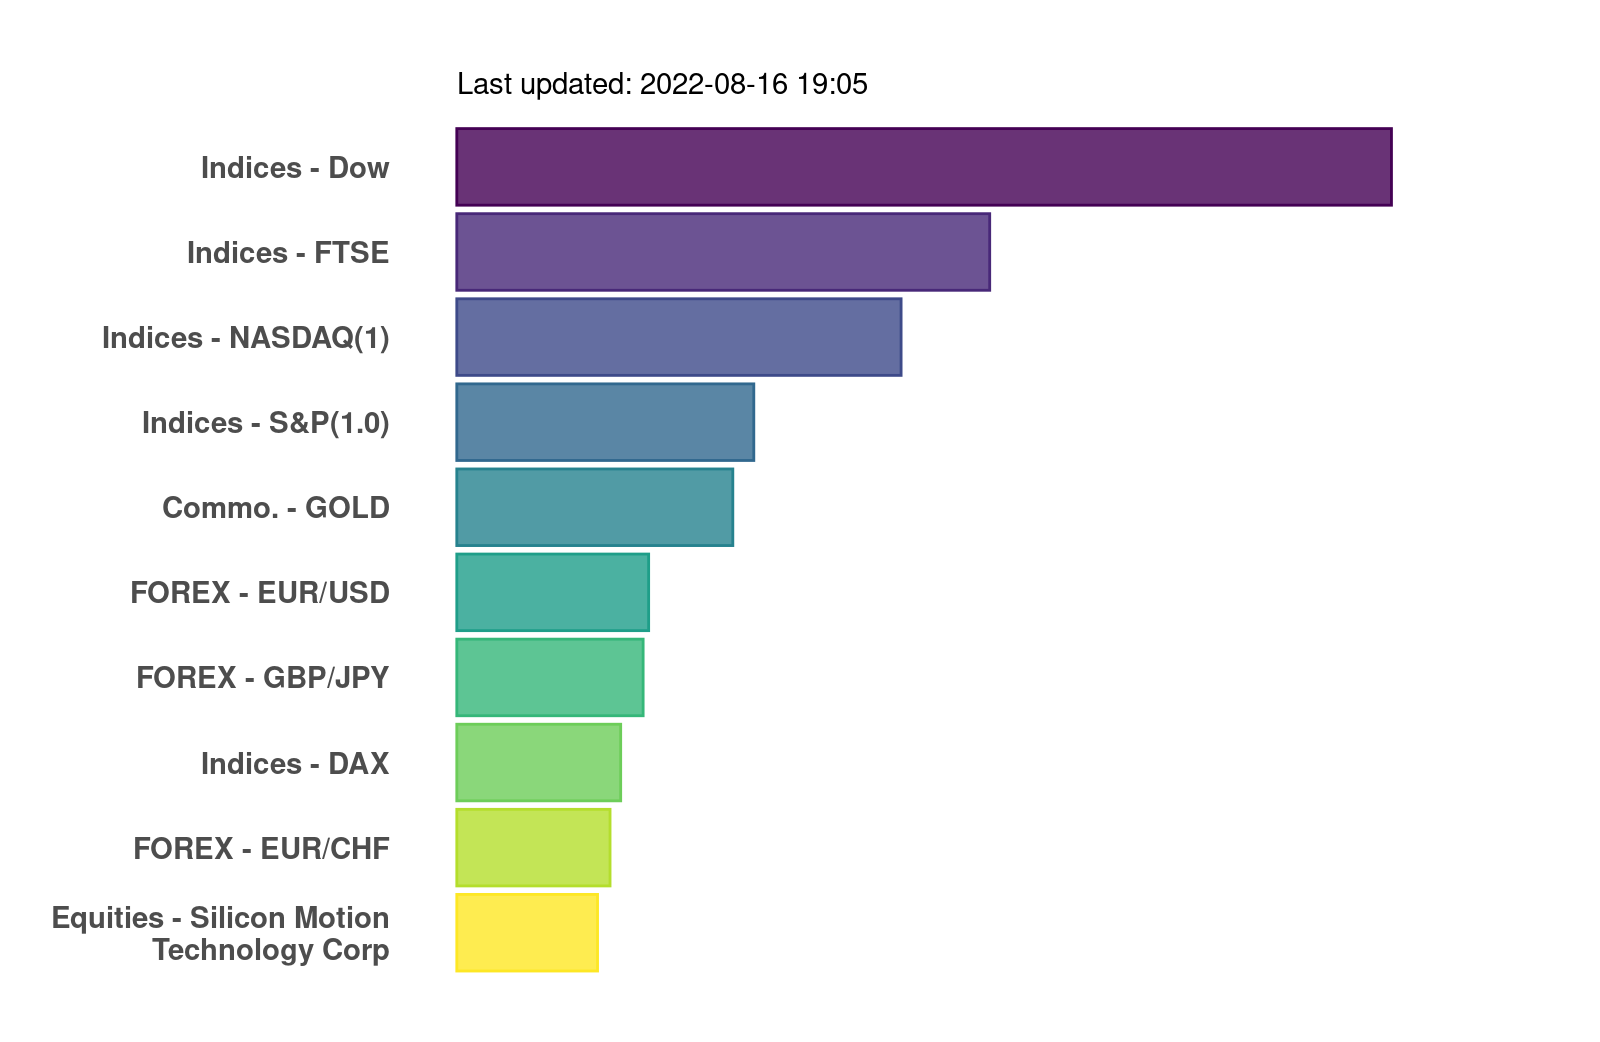 Last updated: 2022-08-16 19:05
Indices - Dow
Indices - FTSE
Indices - NASDAQ(1)
Indices - S&P(1.0)
Commo. - GOLD
FOREX - EUR/USD
FOREX - GBP/JPY
Indices - DAX
FOREX - EUR/CHF
Equities - Silicon Motion
Technology Corp